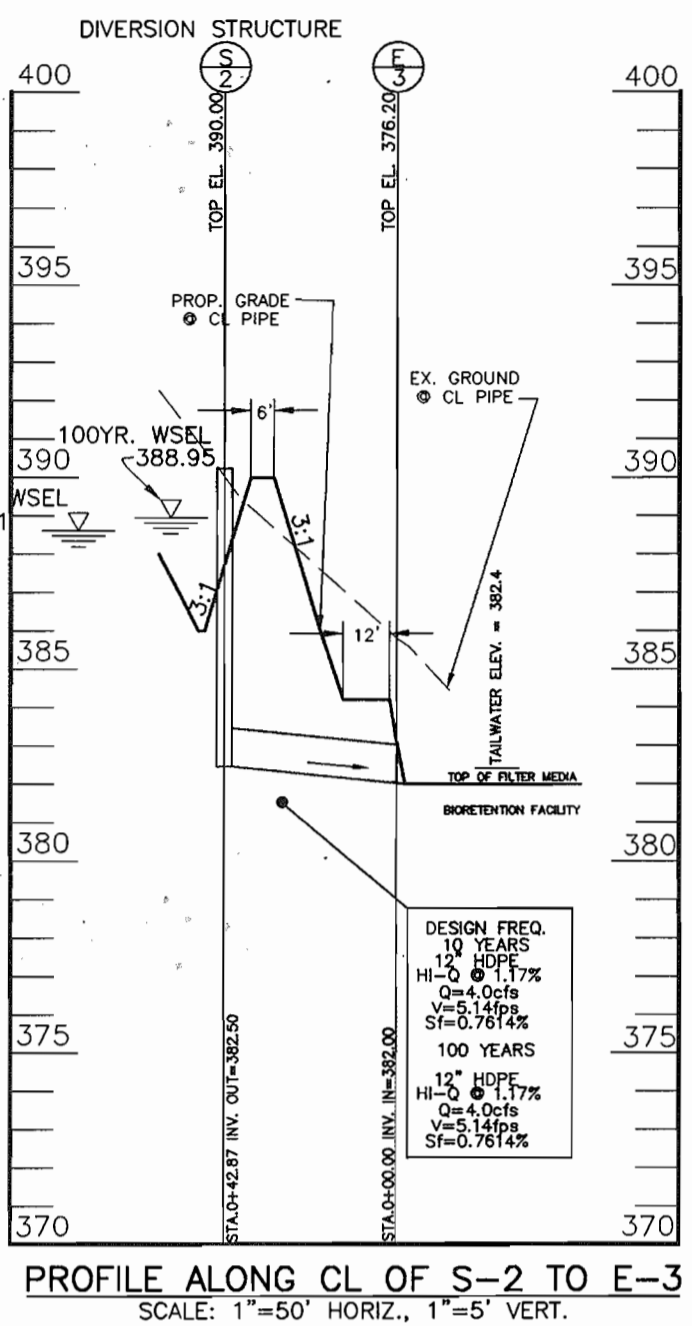 DIVERSION STRUCTURE
S
2
E
3
400
400
TOP EL. 390.00
TOP EL. 376.20
395
395
PROP. GRADE
@ CL PIPE
EX. GROUND
@ CL PIPE
6'
100YR. WSEL
388.95
390
390
WSEL
1
3:1
3:1
12'
385
385
TAILWATER ELEV. = 382.4
TOP OF FILTER MEDIA
BIORETENTION FACILITY
380
380
DESIGN FREQ.
10 YEARS
12" HDPE
HI-Q @ 1.17%
Q=4.0cfs
V=5.14fps
Sf=0.7614%
100 YEARS
12" HDPE
HI-Q @ 1.17%
Q=4.0cfs
V=5.14fps
Sf=0.7614%
375
375
STA.0+42.87 INV. OUT=382.50
STA.0+00.00 INV. IN=382.00
370
370
PROFILE ALONG CL OF S-2 TO E-3
SCALE: 1"=50' HORIZ., 1"=5' VERT.